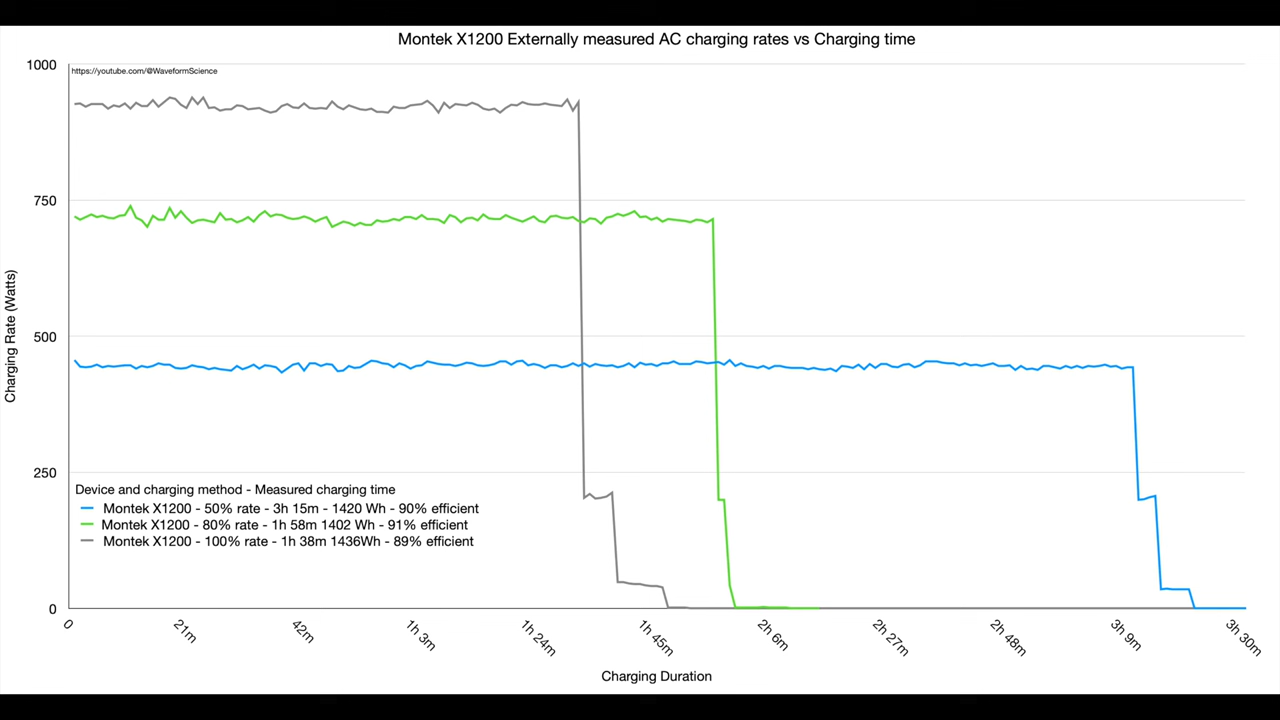 Montek X1200 Externally measured AC charging rates vs Charging time
https://youtube.com/@WaveformScience
1000
750
500
250
0
Charging Rate (Watts)
Device and charging method - Measured charging time
Montek X1200 - 50% rate - 3h 15m - 1420 Wh - 90% efficient
Montek X1200 - 80% rate - 1h 58m 1402 Wh - 91% efficient
Montek X1200 - 100% rate - 1h 38m 1436Wh - 89% efficient
0
21m
42m
1h 3m
1h 24m
1h 45m
2h 6m
2h 27m
2h 48m
3h 9m
3h 30m
Charging Duration